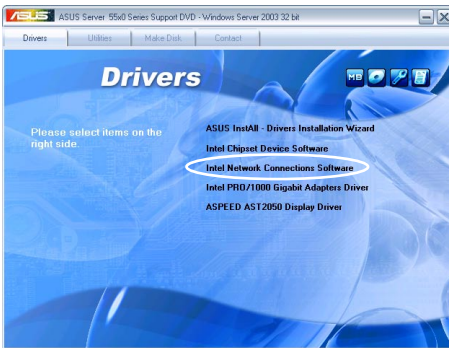 ASUS ASUS Server 55x0 Series Support DVD - Windows Server 2003 32 bit
Drivers Utilities Make Disk Contact
Drivers
MB
Please select items on the
right side.
ASUS InstAll - Drivers Installation Wizard
Intel Chipset Device Software
Intel Network Connections Software
Intel PRO/1000 Gigabit Adapters Driver
ASPEED AST2050 Display Driver